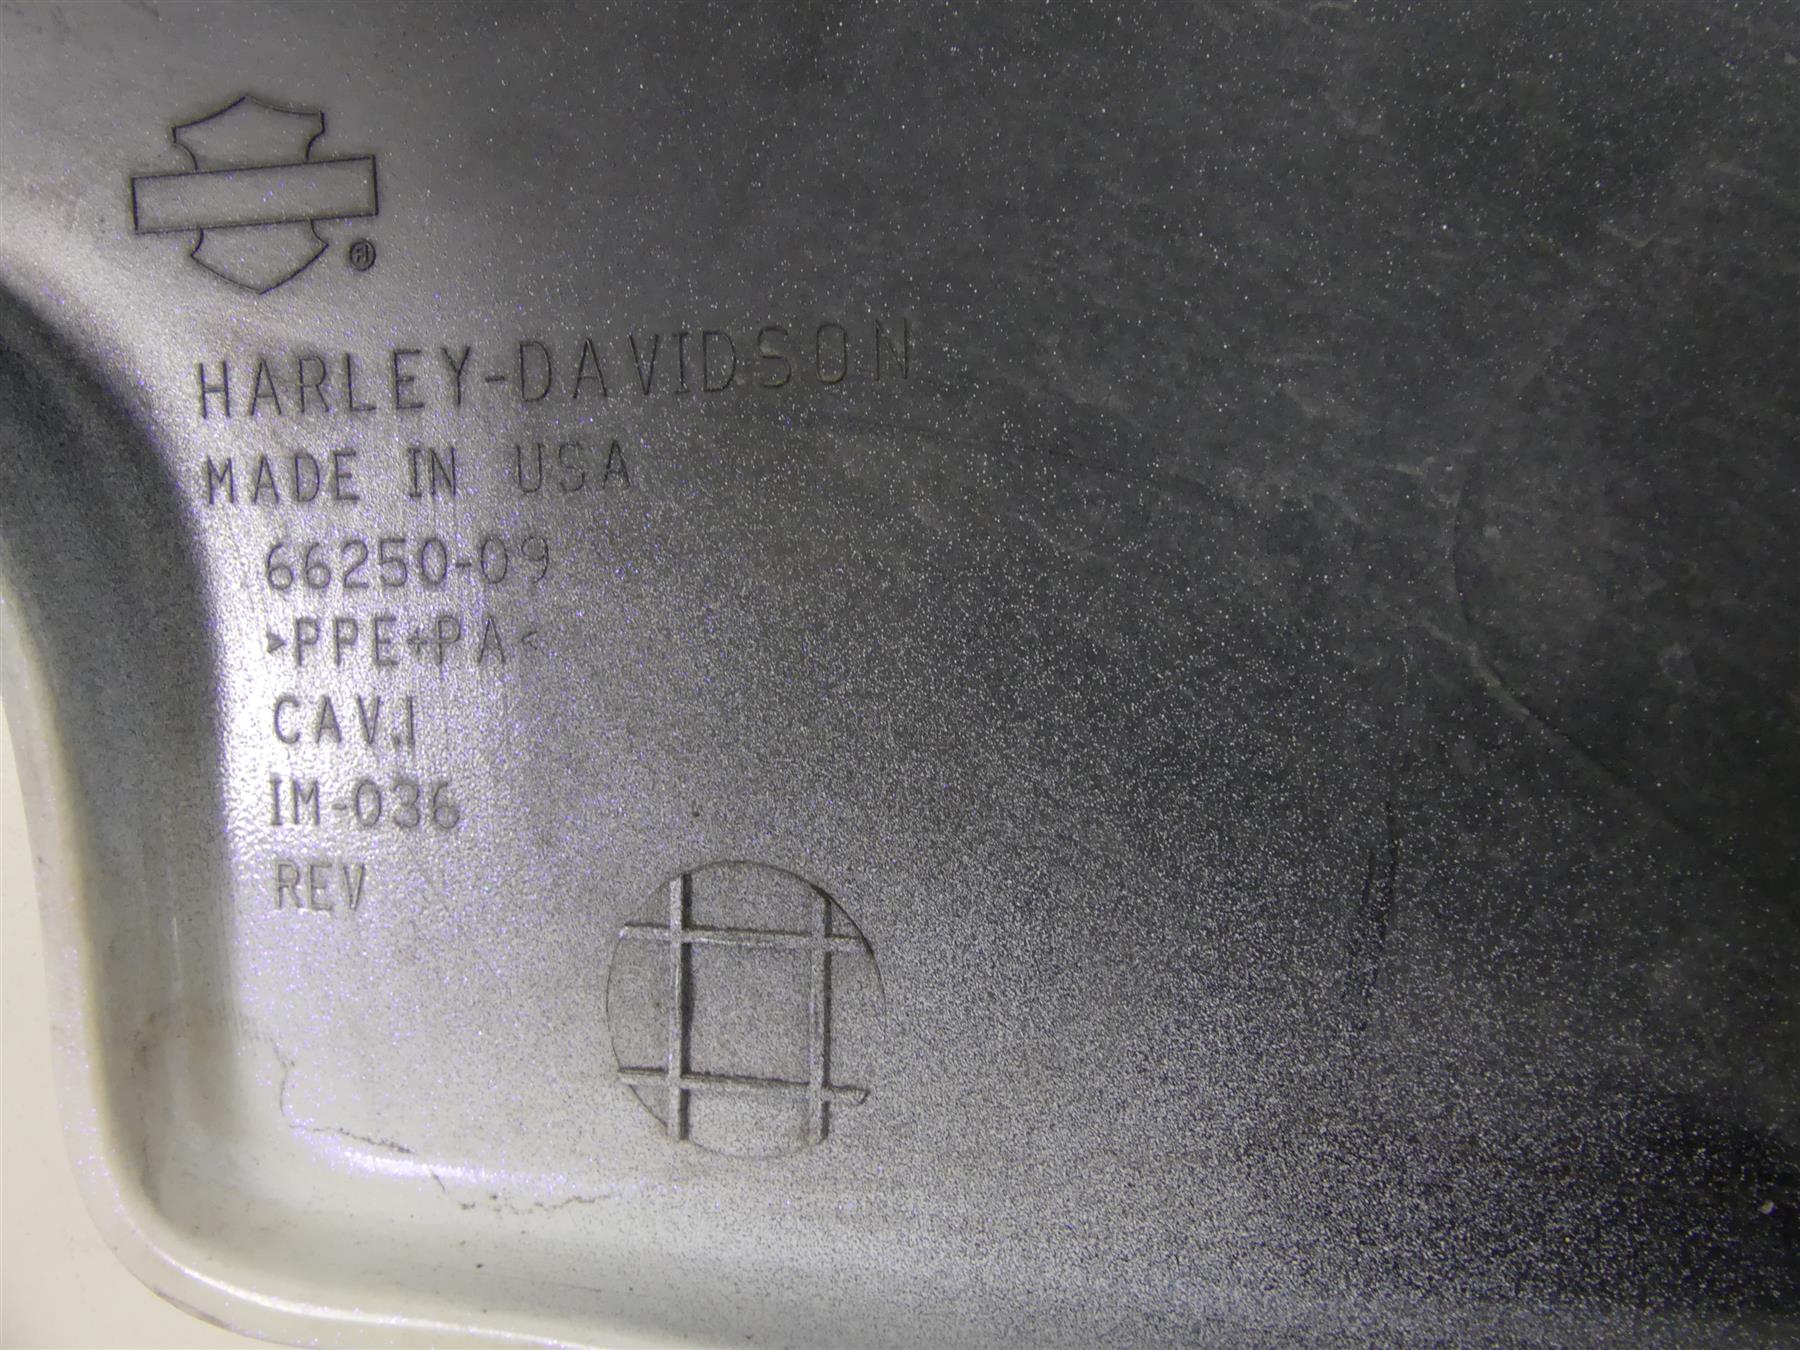 ®
HARLEY-DAVIDSON
MADE IN USA
66250-09
>PPE+PA<
CAV.1
IM-036
REV